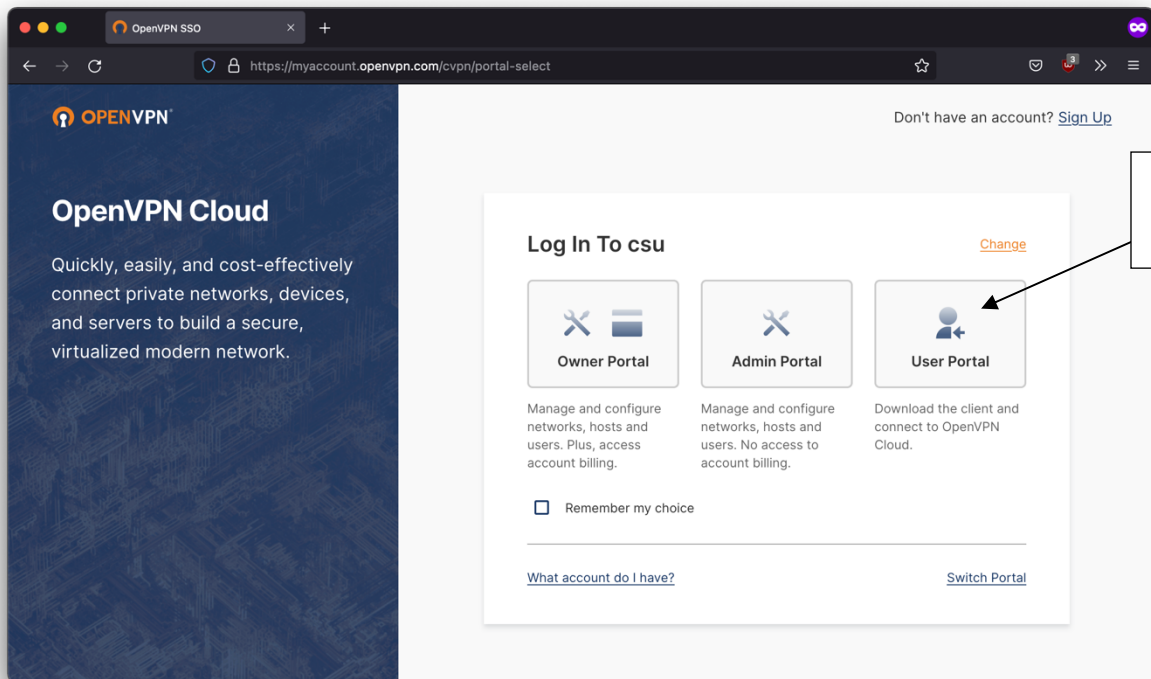 OpenVPN SSO
https://myaccount.openvpn.com/cvpn/portal-select
3
OPENVPN®
Don't have an account? Sign Up
OpenVPN Cloud
Quickly, easily, and cost-effectively
connect private networks, devices,
and servers to build a secure,
virtualized modern network.
Log In To csu
Change
Owner Portal
Admin Portal
User Portal
Manage and configure
networks, hosts and
users. Plus, access
account billing.
Manage and configure
networks, hosts and
users. No access to
account billing.
Download the client and
connect to OpenVPN
Cloud.
Remember my choice
What account do I have?
Switch Portal